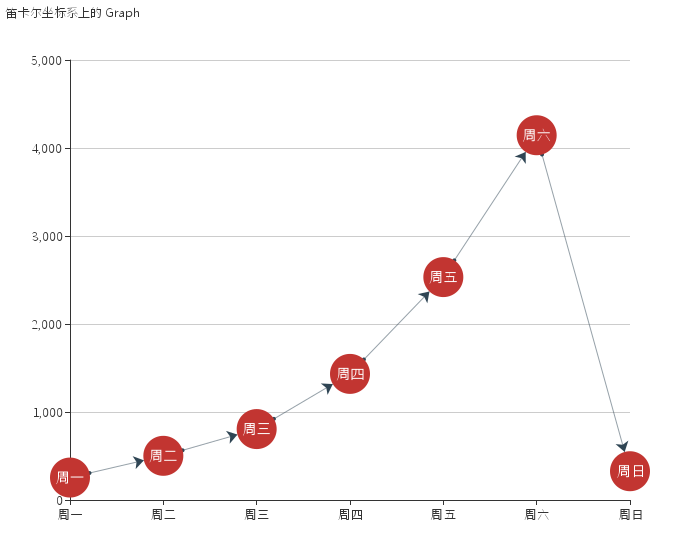 笛卡尔坐标系上的 Graph
5,000
4,000
3,000
2,000
1,000
0
周一
周二
周三
周四
周五
周六
周日
周一
周二
周三
周四
周五
周六
周日